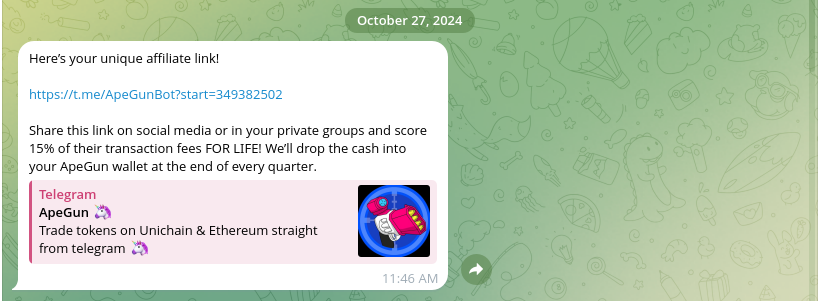 October 27, 2024
Here's your unique affiliate link!
https://t.me/ApeGunBot?start=349382502
Share this link on social media or in your private groups and score
15% of their transaction fees FOR LIFE! We'll drop the cash into
your ApeGun wallet at the end of every quarter.
Telegram
ApeGun 🦄
Trade tokens on Unichain & Ethereum straight
from telegram 🦄
11:46 AM